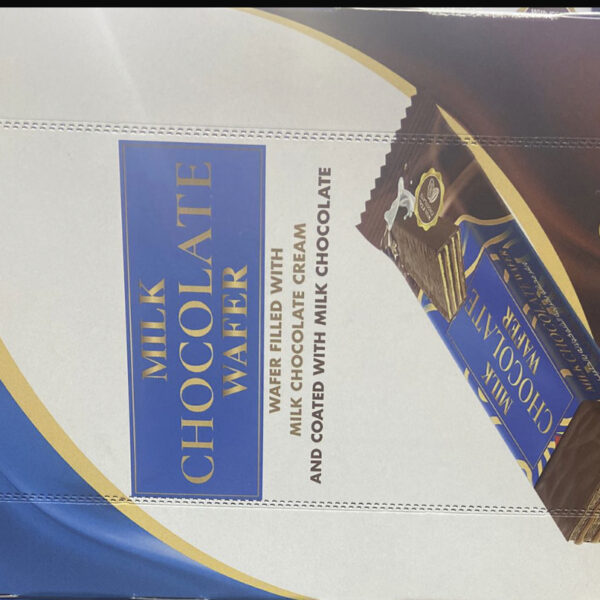 MILK
CHOCOLATE
WAFER
WAFER FILLED WITH
MILK CHOCOLATE CREAM
AND COATED WITH MILK CHOCOLATE
MILK
CHOCOLATE
WAFER